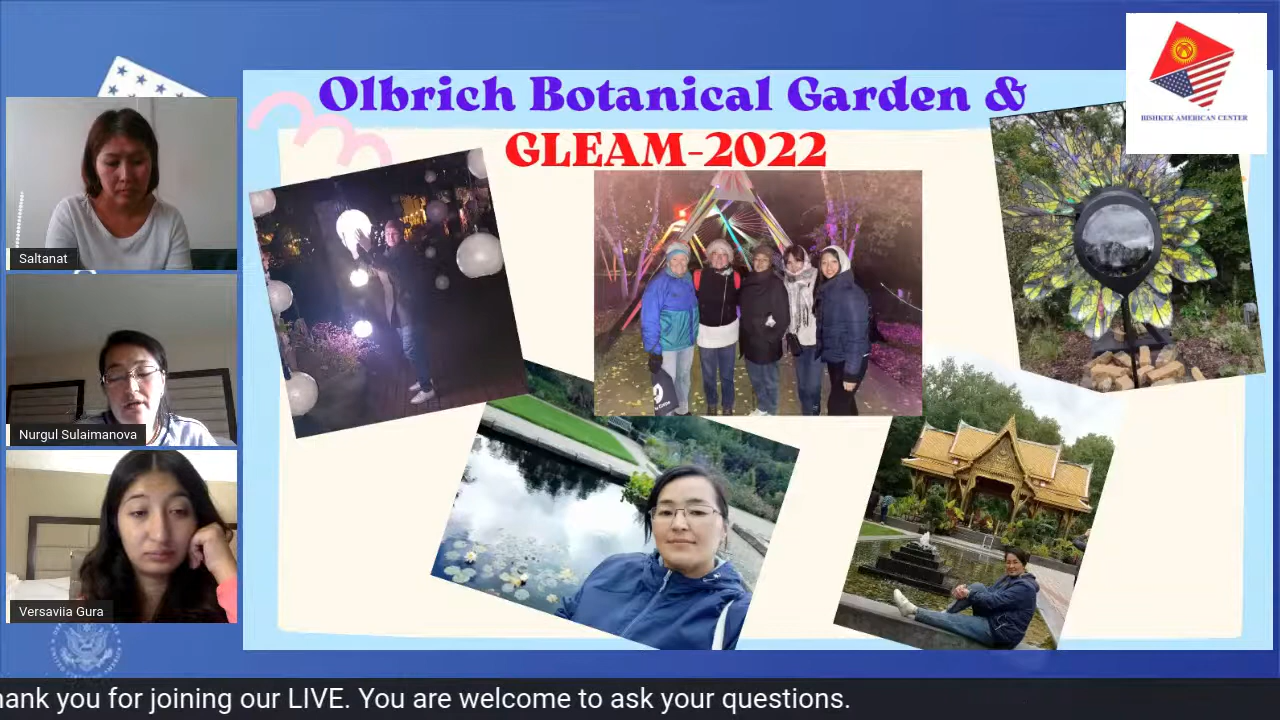 Olbrich Botanical Garden &
GLEAM-2022
BISHKEK AMERICAN CENTER
Saltanat
Nurgul Sulaimanova
Versaviia Gura
hank you for joining our LIVE. You are welcome to ask your questions.